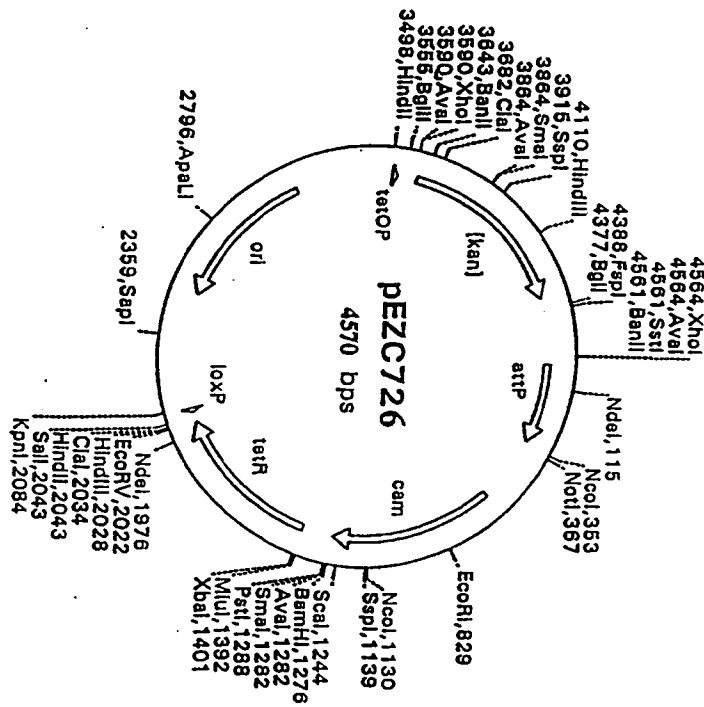 4564,XhoI
4564,AvaI
4561,SstI
4561,BanII
4388,FspI
4377,BglI
4110,HindIII
3915,SspI
3864,SmaI
3864,AvaI
3682,ClaI
3643,BanII
3590,XhoI
3590,AvaI
3555,BglII
3498,HindII
2796,ApaLI
2359,SapI
NdeI,115
NcoI,353
NotI,367
EcoRI,829
NcoI,1130
SspI,1139
ScaI,1244
BamHI,1276
AvaI,1282
SmaI,1282
PstI,1288
MluI,1392
XbaI,1401
NdeI,1976
EcoRV,2022
HindIII,2028
ClaI,2034
HindII,2043
SalI,2043
KpnI,2084
attP
[kan]
cam
tetOP
pEZC726
4570 bps
tetR
ori
loxP